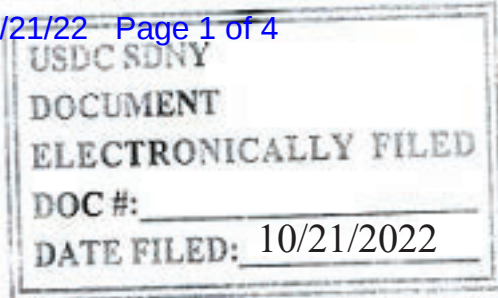 /21/22 Page 1 of 4
USDC SDNY
DOCUMENT
ELECTRONICALLY FILED
DOC #:
DATE FILED: 10/21/2022